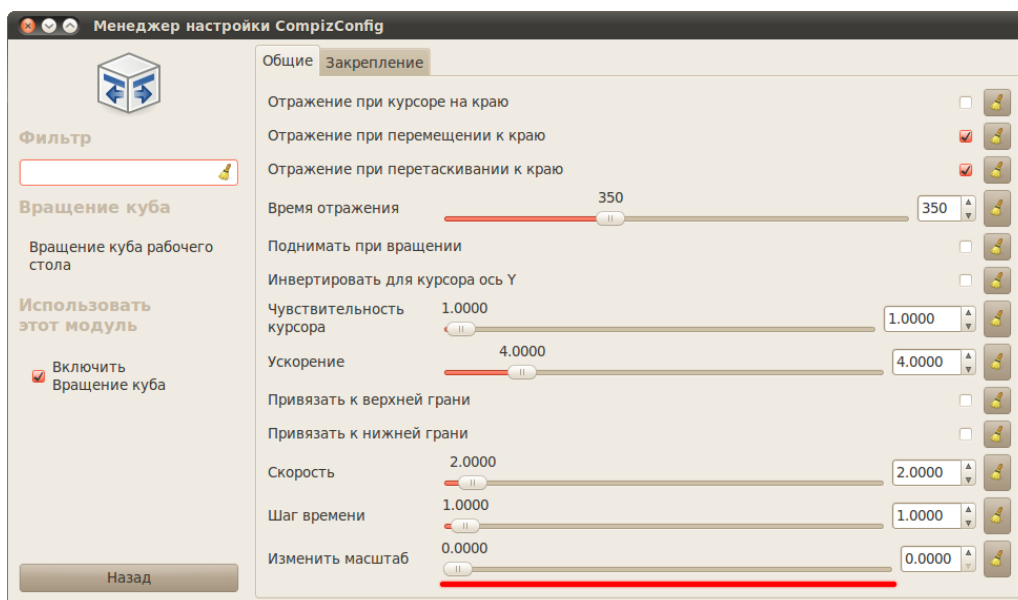 Менеджер настройки CompizConfig
Фильтр
Вращение куба
Вращение куба рабочего
стола
Использовать
этот модуль
Включить
Вращение куба
Назад
Общие Закрепление
Отражение при курсоре на краю
Отражение при перемещении к краю
Отражение при перетаскивании к краю
350
Время отражения 350
Поднимать при вращении
Инвертировать для курсора ось Y
Чувствительность 1.0000
курсора 1.0000
4.0000
Ускорение 4.0000
Привязать к верхней грани
Привязать к нижней грани
2.0000
Скорость 2.0000
1.0000
Шаг времени 1.0000
0.0000
Изменить масштаб 0.0000